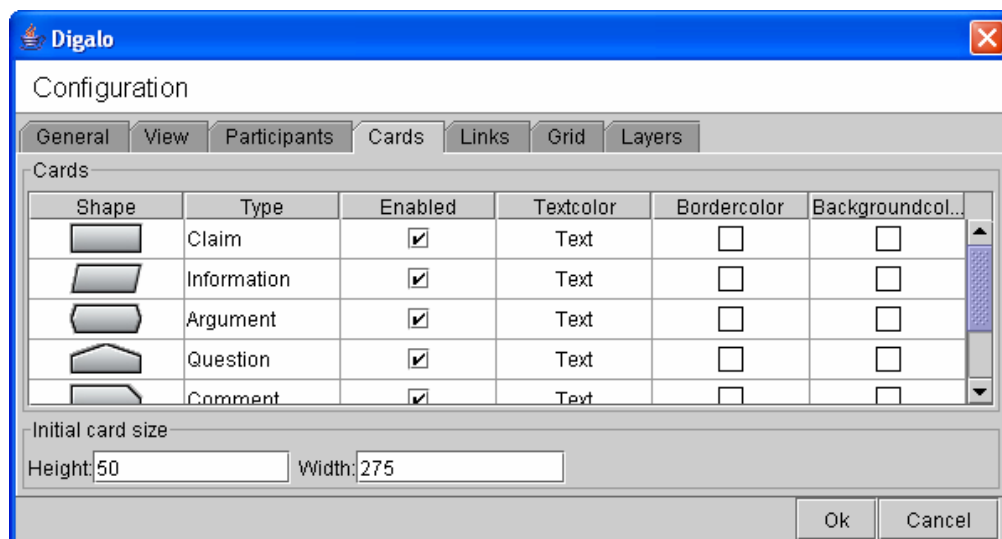 Digalo
Configuration
General View Participants Cards Links Grid Layers
Cards
Shape Type Enabled Textcolor Bordercolor Backgroundcol...
Claim Text
Information Text
Argument Text
Question Text
Comment Text
Initial card size
Height: 50 Width: 275
Ok Cancel